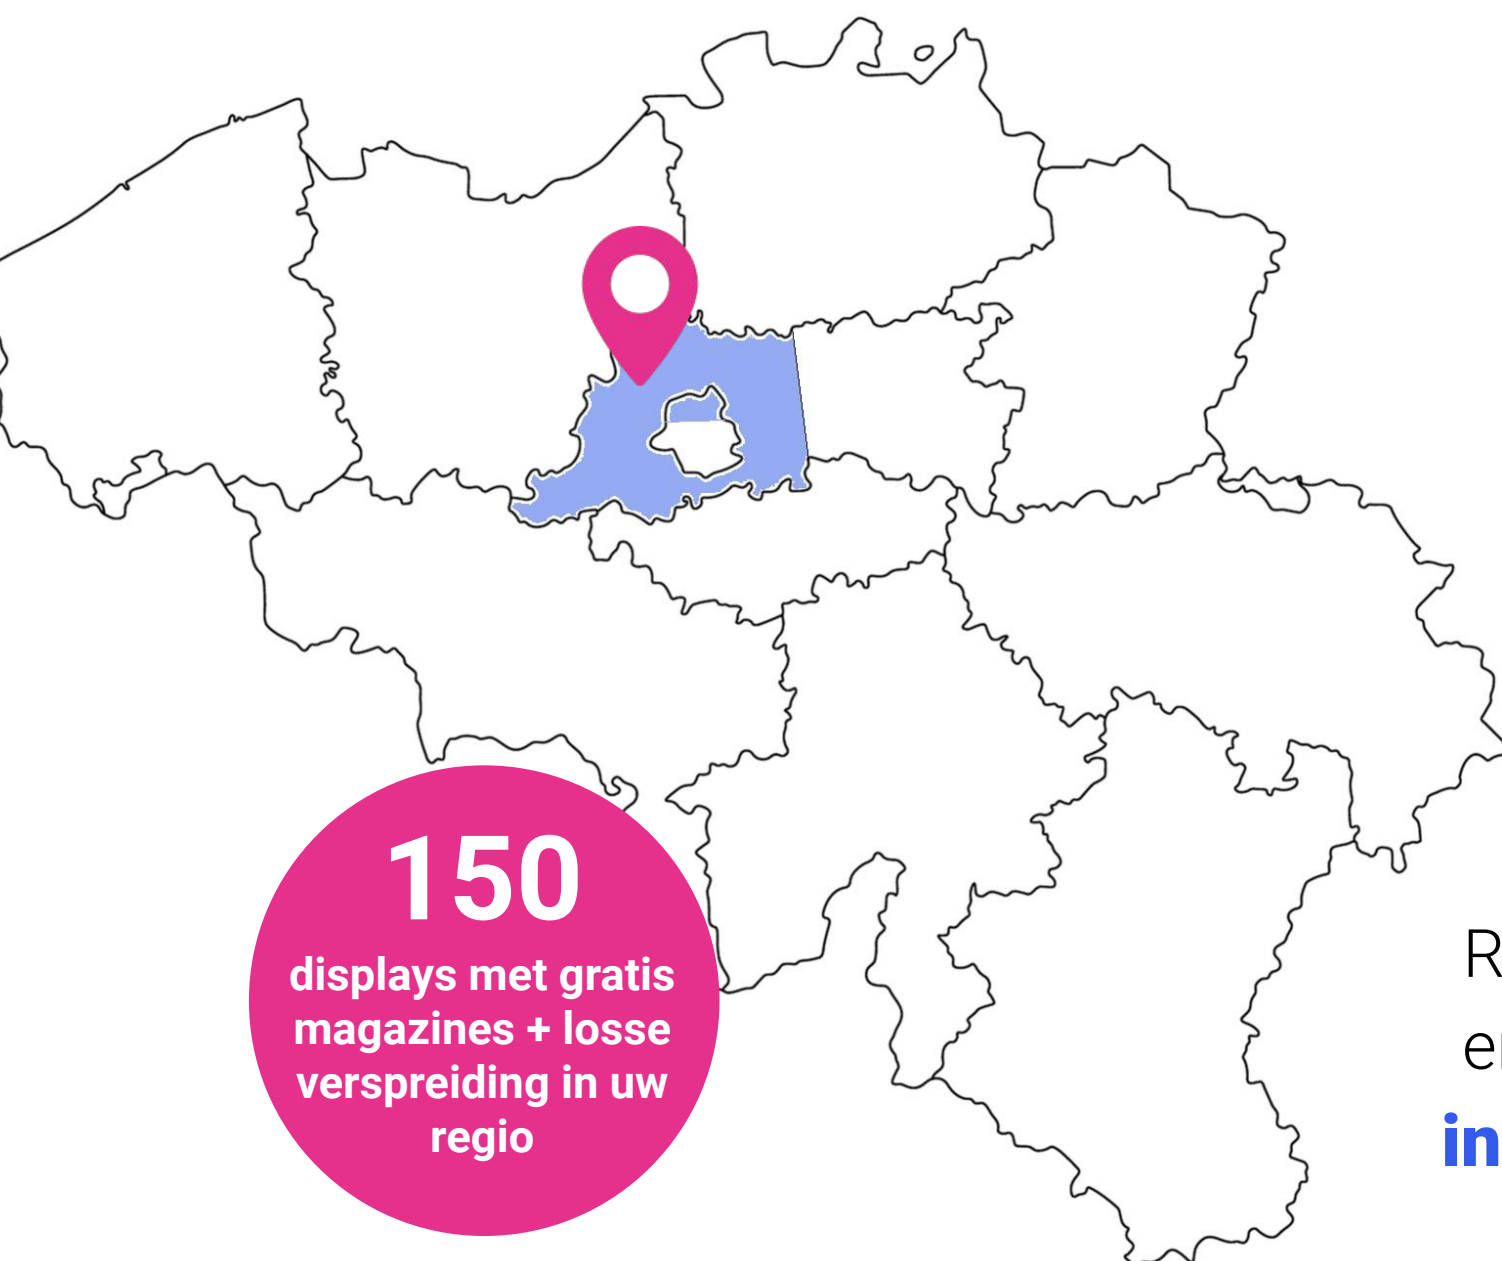 150
displays met gratis
magazines + losse
verspreiding in uw
regio